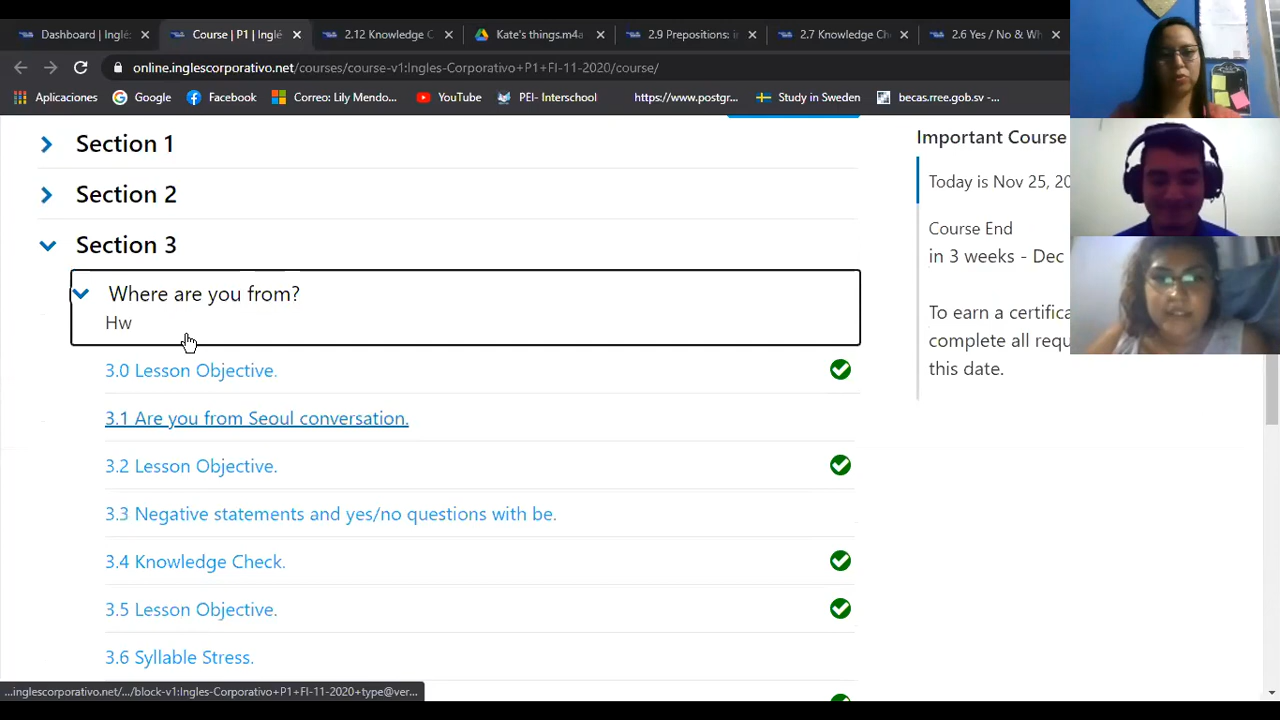 Dashboard | Inglé:
Course | P1 | Inglé
2.12 Knowledge C
Kate Earrings.m4a
2.9 Prepositions: in
2.7 Knowledge Che
2.6 Yes / No & Wh
online.inglescorporativo.net/courses/course-v1:Ingles-Corporativo+P1+FI-11-2020/course/
Aplicaciones
Google
Facebook
Correo: Lily Mendo...
YouTube
PEI- Interschool
https://www.postgr...
Study in Sweden
becas.rree.gob.sv -...
Section 1
Section 2
Section 3
Where are you from?
Hw
3.0 Lesson Objective.
3.1 Are you from Seoul conversation.
3.2 Lesson Objective.
3.3 Negative statements and yes/no questions with be.
3.4 Knowledge Check.
3.5 Lesson Objective.
3.6 Syllable Stress.
Important Course
Today is Nov 25, 20
Course End
in 3 weeks - Dec
To earn a certifica
complete all requ
this date.
...inglescorporativo.net/.../block-v1:Ingles-Corporativo+P1+FI-11-2020+type@ver...